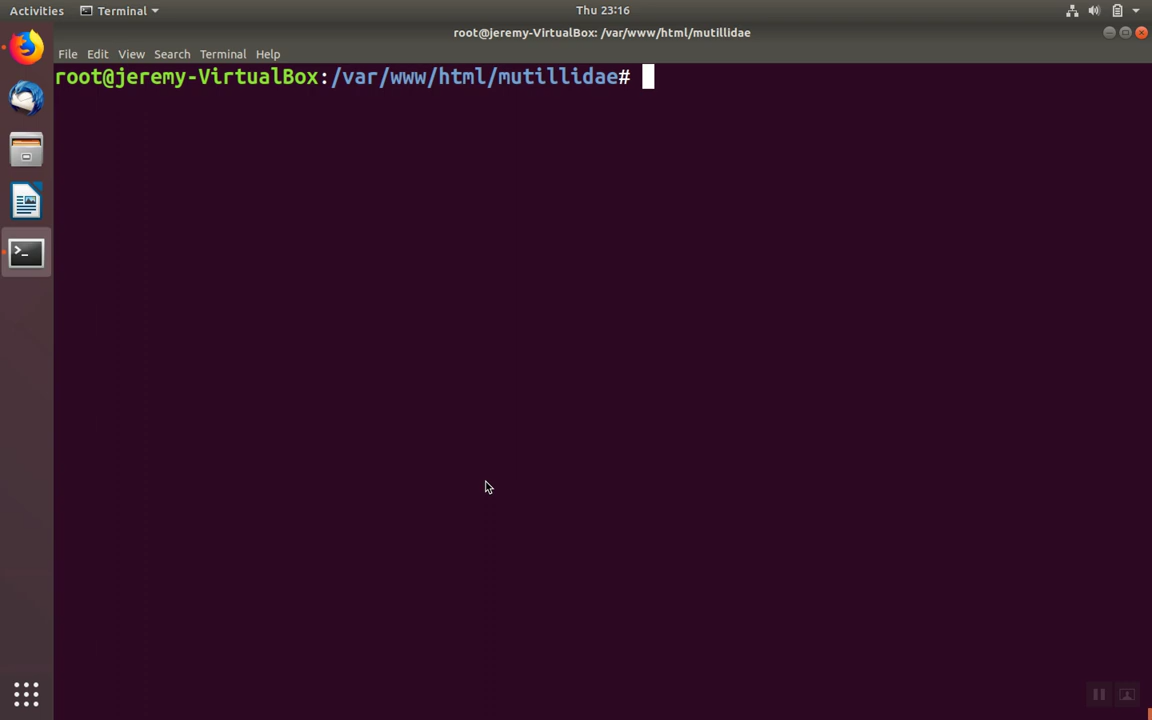 Activities Terminal Thu 23:16
root@jeremy-VirtualBox: /var/www/html/mutillidae
File Edit View Search Terminal Help
root@jeremy-VirtualBox:/var/www/html/mutillidae#